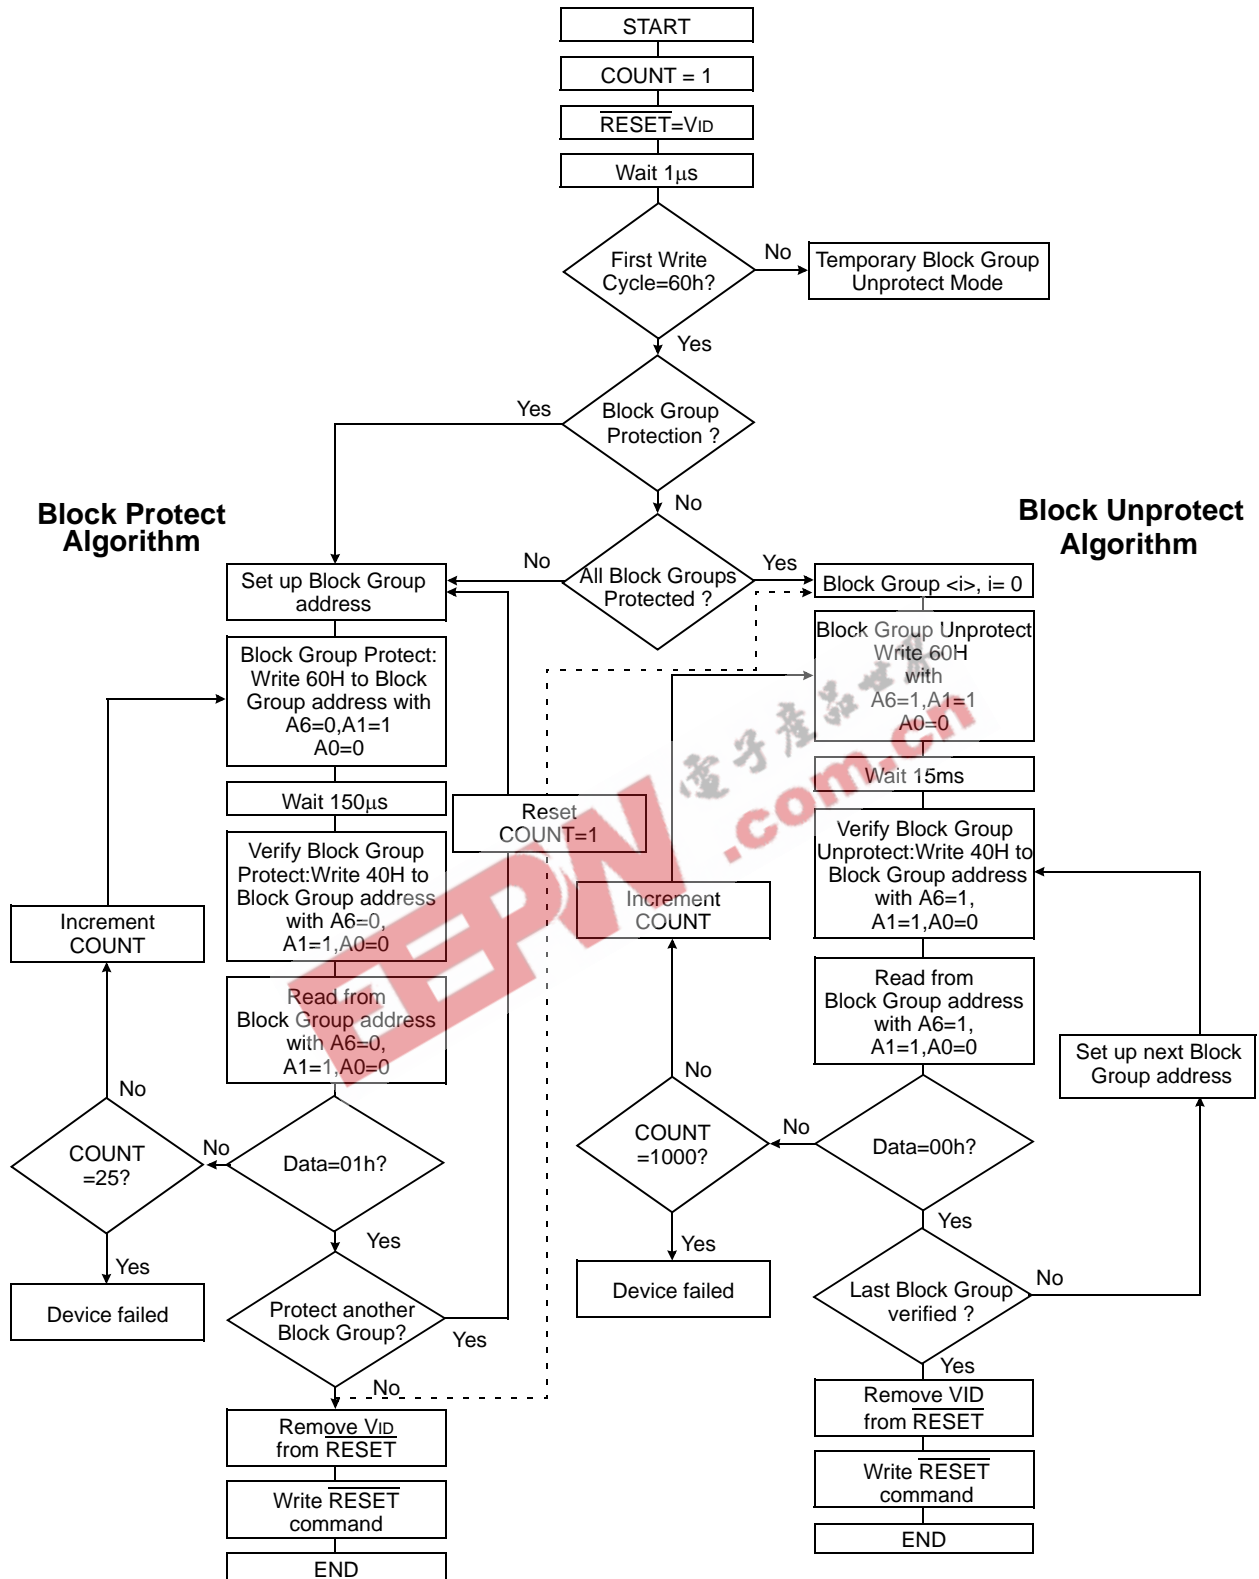 START
COUNT = 1
RESET=VID
Wait 1µs
First Write
Cycle=60h?
No
Temporary Block Group
Unprotect Mode
Yes
Block Group
Protection ?
Yes
No
Block Protect
Algorithm
Block Unprotect
Algorithm
All Block Groups
Protected ?
No
Yes
Set up Block Group
address
Block Group <i>, i= 0
Block Group Protect:
Write 60H to Block
Group address with
A6=0,A1=1
A0=0
Block Group Unprotect
Write 60H
with
A6=1,A1=1
A0=0
Wait 150µs
Wait 15ms
Reset
COUNT=1
Verify Block Group
Protect:Write 40H to
Block Group address
with A6=0,
A1=1,A0=0
Verify Block Group
Unprotect:Write 40H to
Block Group address
with A6=1,
A1=1,A0=0
Increment
COUNT
Increment
COUNT
Read from
Block Group address
with A6=0,
A1=1,A0=0
Read from
Block Group address
with A6=1,
A1=1,A0=0
Set up next Block
Group address
No
COUNT
=25?
No
Data=01h?
No
COUNT
=1000?
No
Data=00h?
Yes
Device failed
Yes
Protect another
Block Group?
Yes
No
Yes
Device failed
Yes
Last Block Group
verified ?
No
Yes
Remove VID
from RESET
Write RESET
command
END
Remove VID
from RESET
Write RESET
command
END
EEPW
.com.cn
電子產品世界